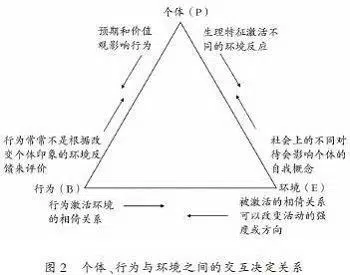 个体（P）
预期和价值
观影响行为
生理特征激活不
同的环境反应
行为常常不是根据改
变个体印象的环境反
馈来评价
社会上的不同对
待会影响个体的
自我概念
行为（B）
环境（E）
行为激活环境
的相倚关系
被激活的相倚关系
可以改变活动的强
度或方向
图2 个体、行为与环境之间的交互决定关系